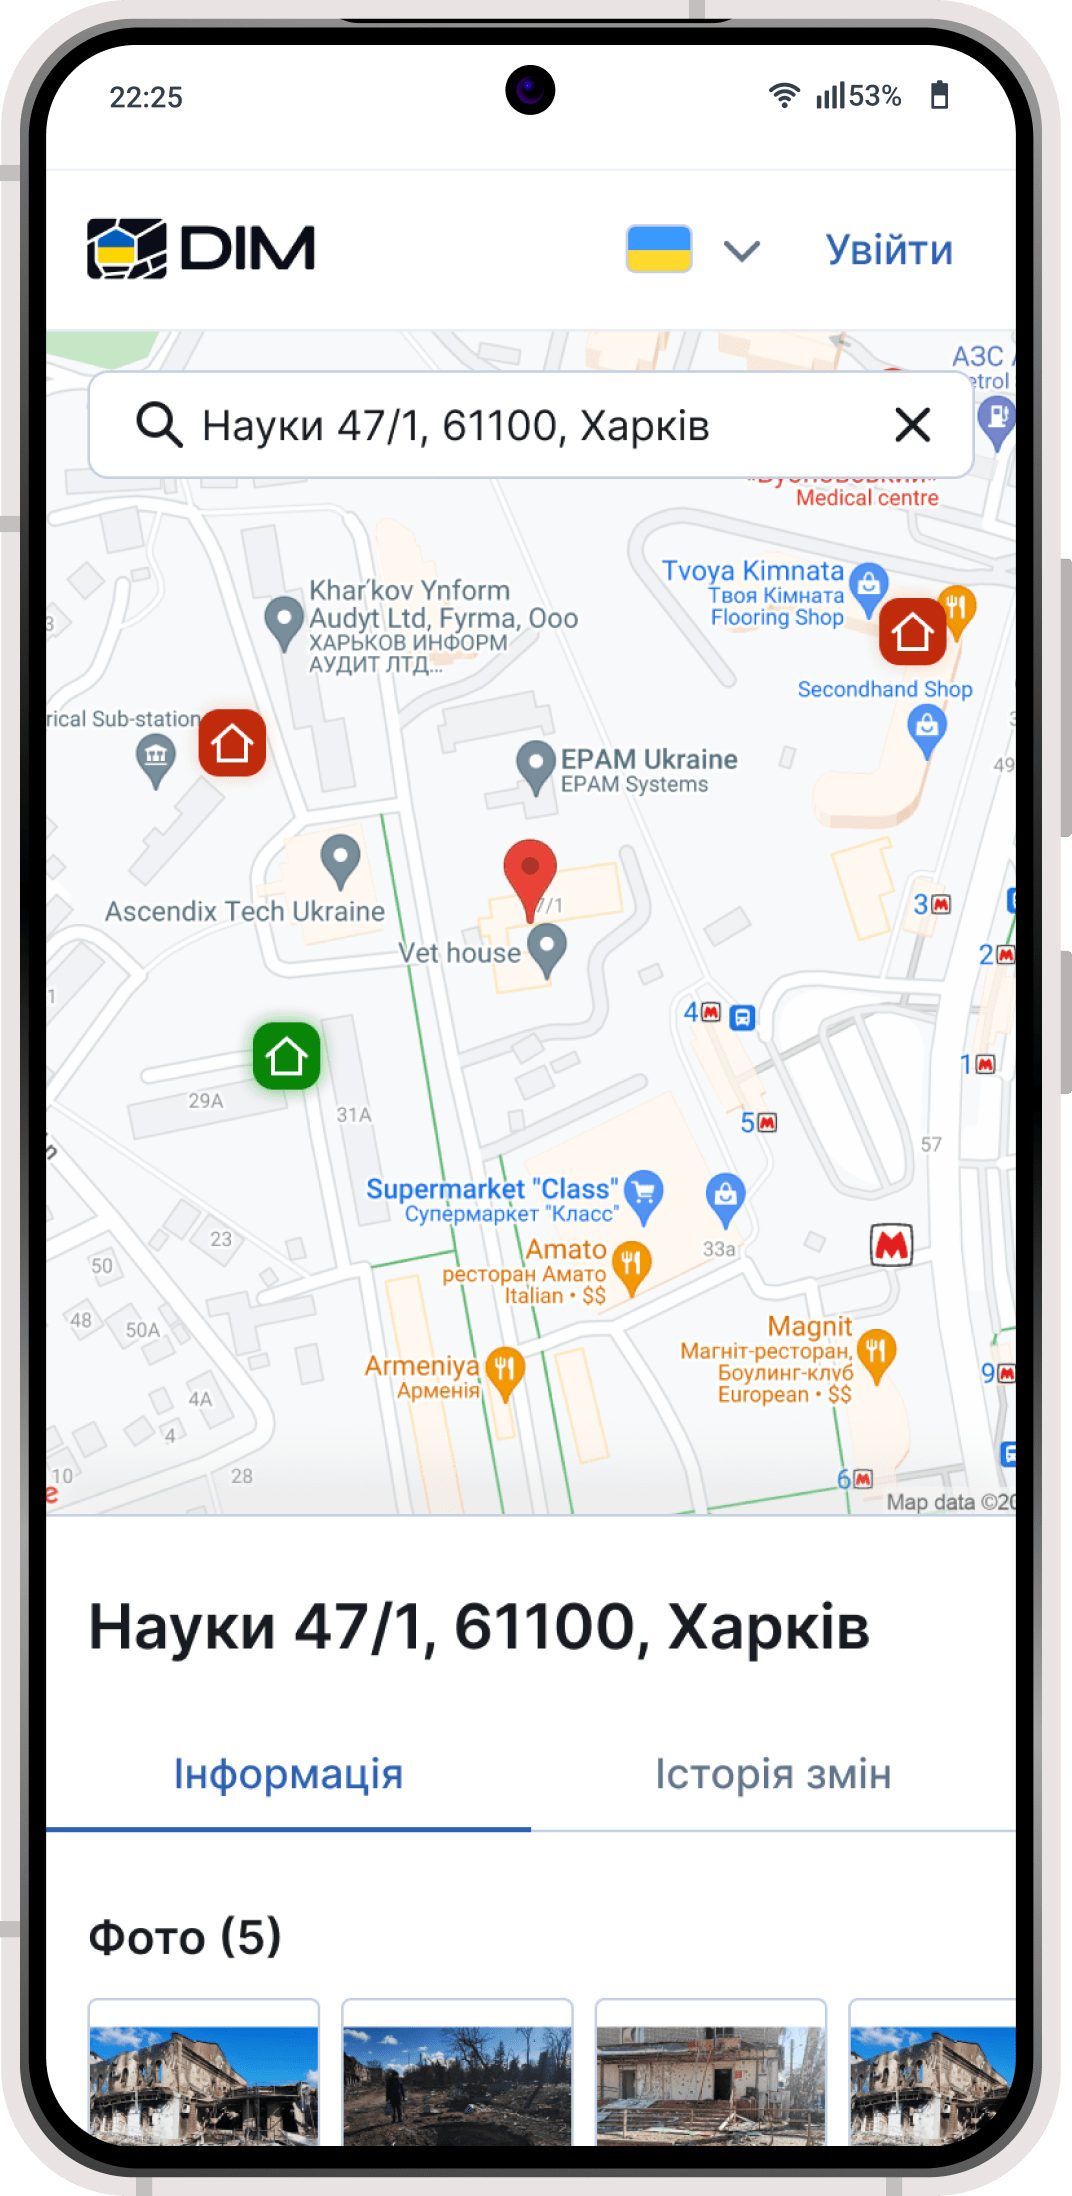 22:25
53%
DIM
Увійти
АЗС
etrol
Науки 47/1, 61100, Харків
Medical centre
Tvoya Kimnata
Твоя Кімната
Flooring Shop
Khar'kov Ynform
Audyt Ltd, Fyrma, Ooo
ХАРЬКОВ ИНФОРМ
АУДИТ ЛТД...
3
Secondhand Shop
rical Sub-station
EPAM Ukraine
EPAM Systems
49
Ascendix Tech Ukraine
7/1
3
Vet house
2
1
4
1
29A
31A
5
57
Supermarket "Class"
Супермаркет "Класс"
23
33a
Amato
ресторан Амато
Italian • $$
50
48
50A
Magnit
Магніт-ресторан,
Боулинг-клуб
European • $$
Armeniya
Арменія
9
4A
4
10
28
6
e
Map data ©20
Науки 47/1, 61100, Харків
Інформація
Історія змін
Фото (5)